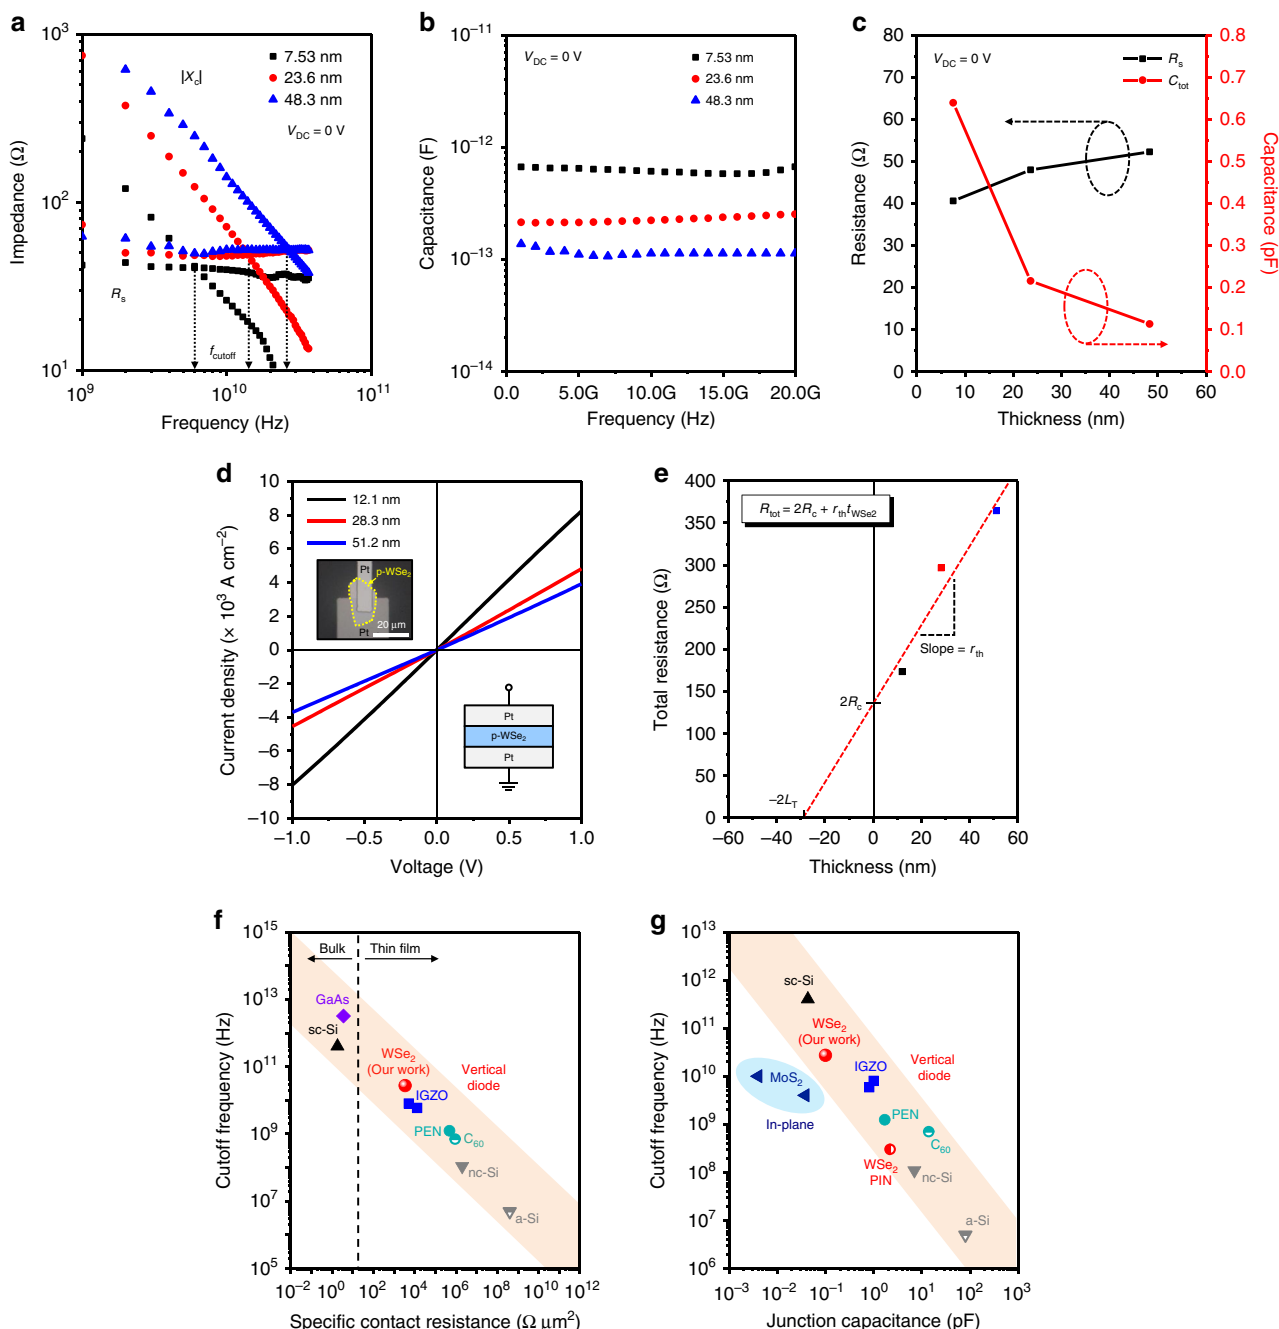 a
10³
10²
10¹
Impedance (Ω)
|Xc|
7.53 nm
23.6 nm
48.3 nm
VDC = 0 V
Rs
fcutoff
10⁹
10¹⁰
10¹¹
Frequency (Hz)
b
10⁻¹¹
10⁻¹²
10⁻¹³
10⁻¹⁴
Capacitance (F)
VDC = 0 V
7.53 nm
23.6 nm
48.3 nm
5.0G 10.0G 15.0G 20.0G
Frequency (Hz)
c
80
70
60
50
40
30
20
10
0
Resistance (Ω)
VDC = 0 V
Rs
Ctot
0.8
0.7
0.6
0.5
0.4
0.3
0.2
0.1
0.0
Capacitance (pF)
0 10 20 30 40 50 60
Thickness (nm)
d
10
8
6
4
2
0
−2
−4
−6
−8
−10
Current density (× 10³ A cm⁻²)
12.1 nm
28.3 nm
51.2 nm
Pt
p-WSe₂
20 μm
Pt
Pt
p-WSe₂
Pt
−1.0 −0.5 0.0 0.5 1.0
Voltage (V)
e
400
350
300
250
200
150
100
50
0
Total resistance (Ω)
Rtot = 2Rc + rthtWSe2
Slope = rth
2Rc
−2LT
−60 −40 −20 0 20 40 60
Thickness (nm)
f
10¹⁵
10¹³
10¹¹
10⁹
10⁷
10⁵
Cutoff frequency (Hz)
Bulk
Thin film
GaAs
sc-Si
WSe₂
(Our work)
Vertical
diode
IGZO
PEN
C₆₀
nc-Si
a-Si
10⁻² 10⁰ 10² 10⁴ 10⁶ 10⁸ 10¹⁰ 10¹²
Specific contact resistance (Ω μm²)
g
10¹³
10¹²
10¹¹
10¹⁰
10⁹
10⁸
10⁷
10⁶
Cutoff frequency (Hz)
sc-Si
WSe₂
(Our work)
IGZO
Vertical
diode
MoS₂
In-plane
PEN
C₆₀
WSe₂
PIN
nc-Si
a-Si
10⁻³ 10⁻² 10⁻¹ 10⁰ 10¹ 10² 10³
Junction capacitance (pF)